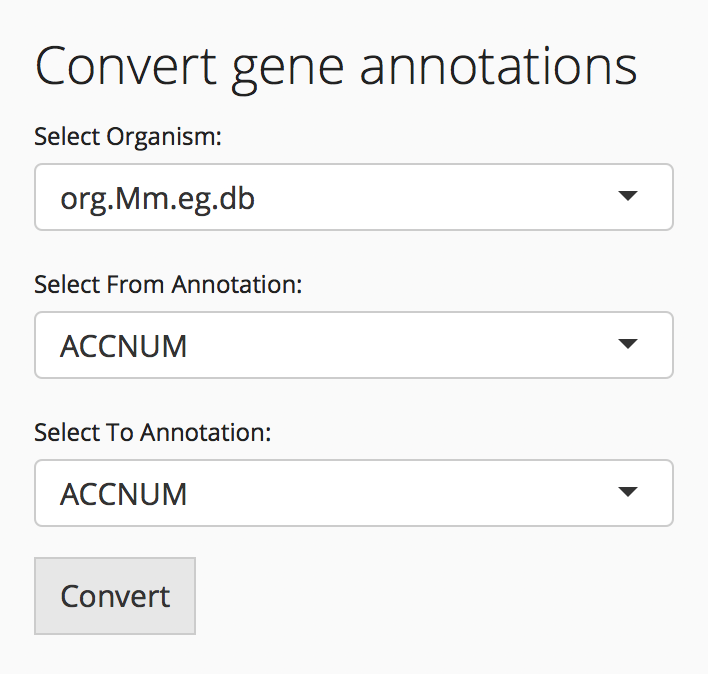 Convert gene annotations
Select Organism:
org.Mm.eg.db
Select From Annotation:
ACCNUM
Select To Annotation:
ACCNUM
Convert